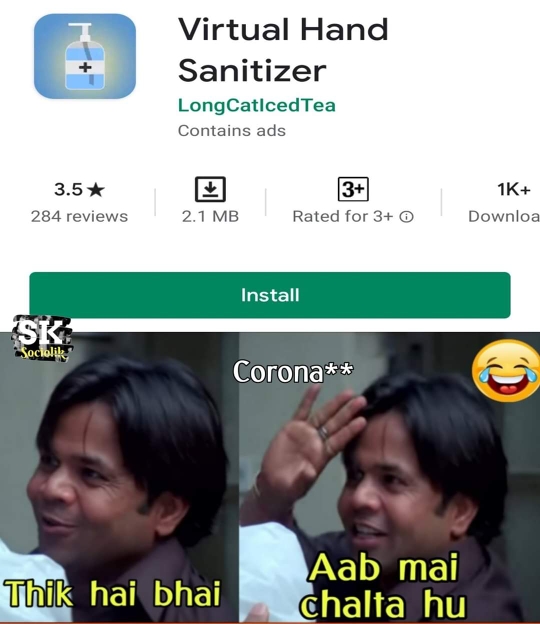 Virtual Hand
Sanitizer
LongCatIcedTea
Contains ads
3.5★
284 reviews
2.1 MB
3+
Rated for 3+
1K+
Downloa
Install
SK
Sociolik
Corona**
Thik hai bhai
Aab mai
chalta hu